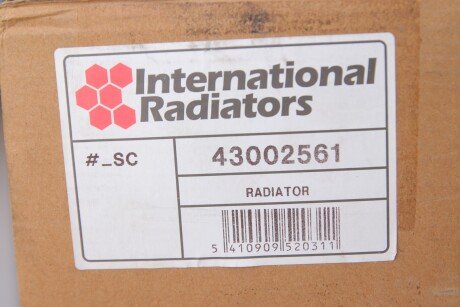 International
Radiators
#_SC
43002561
RADIATOR
5 410909 520311